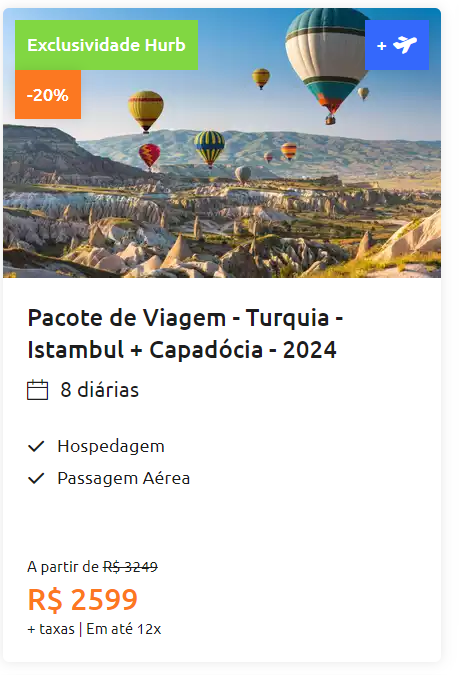 Exclusividade Hurb
+
-20%
Pacote de Viagem - Turquia -
Istambul + Capadócia - 2024
8 diárias
Hospedagem
Passagem Aérea
A partir de R$ 3249
R$ 2599
+ taxas | Em até 12x